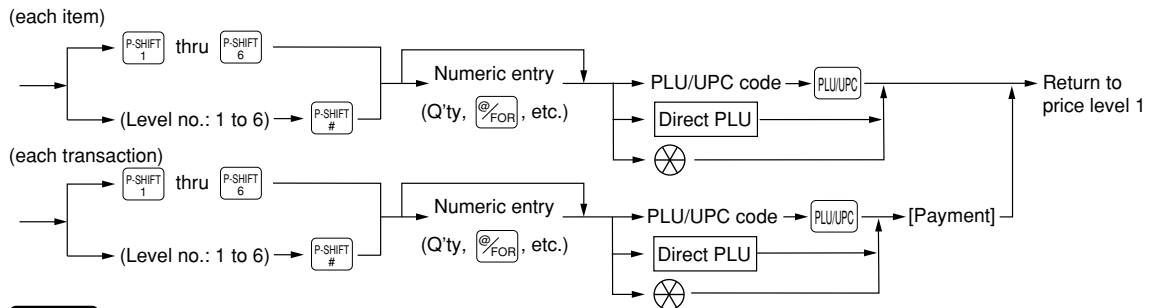 (each item)
P-SHIFT 1 thru P-SHIFT 6
Numeric entry
(Q'ty, @/FOR, etc.)
PLU/UPC code PLU/UPC
Return to
price level 1
(Level no.: 1 to 6) P-SHIFT #
Direct PLU
(each transaction)
P-SHIFT 1 thru P-SHIFT 6
Numeric entry
(Q'ty, @/FOR, etc.)
PLU/UPC code PLU/UPC [Payment]
(Level no.: 1 to 6) P-SHIFT #
Direct PLU